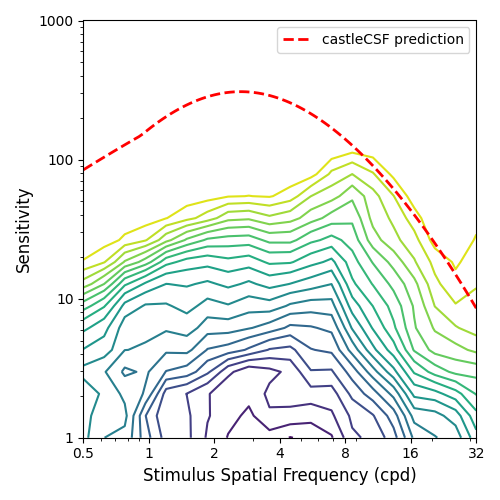 1000
castleCSF prediction
100
Sensitivity
10
1
0.5 1 2 4 8 16 32
Stimulus Spatial Frequency (cpd)